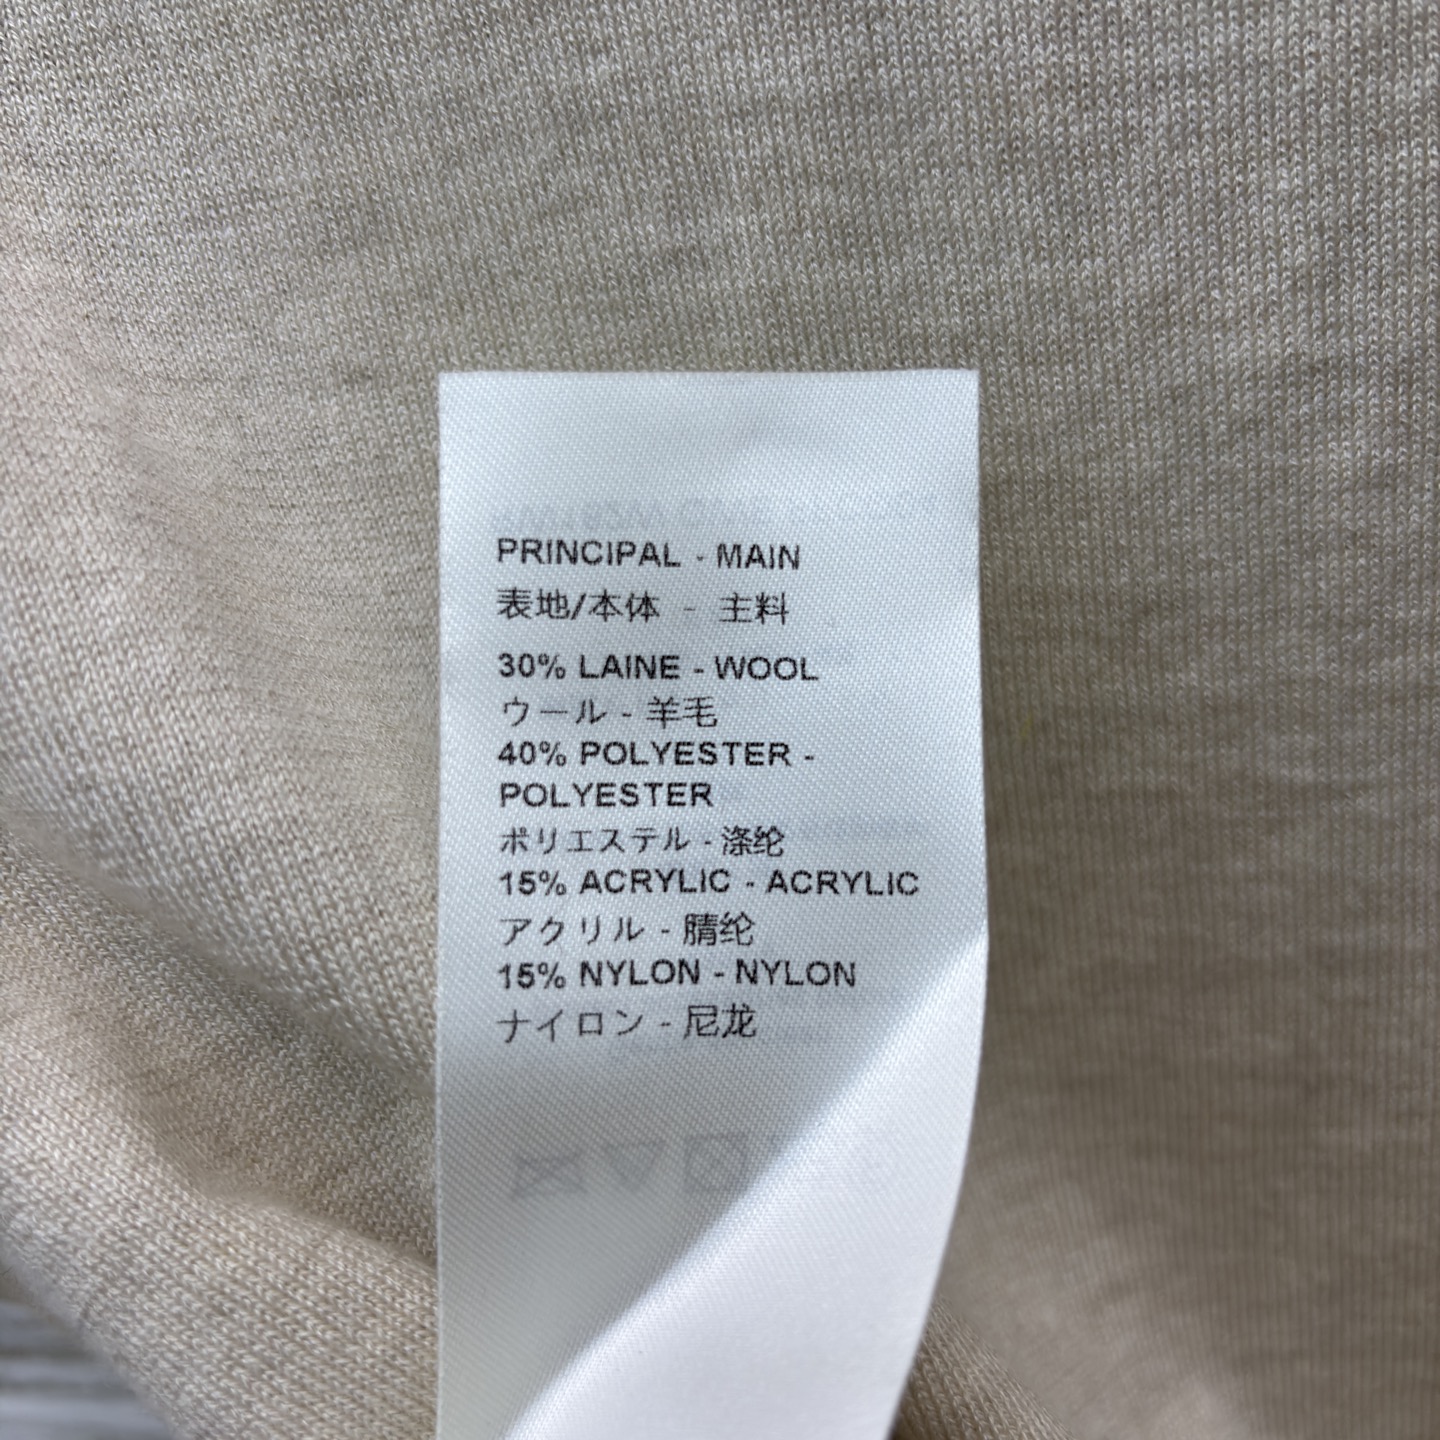 PRINCIPAL - MAIN
表地/本体 - 主料
30% LAINE - WOOL
ウール - 羊毛
40% POLYESTER -
POLYESTER
ポリエステル - 涤纶
15% ACRYLIC - ACRYLIC
アクリル - 腈纶
15% NYLON - NYLON
ナイロン - 尼龙